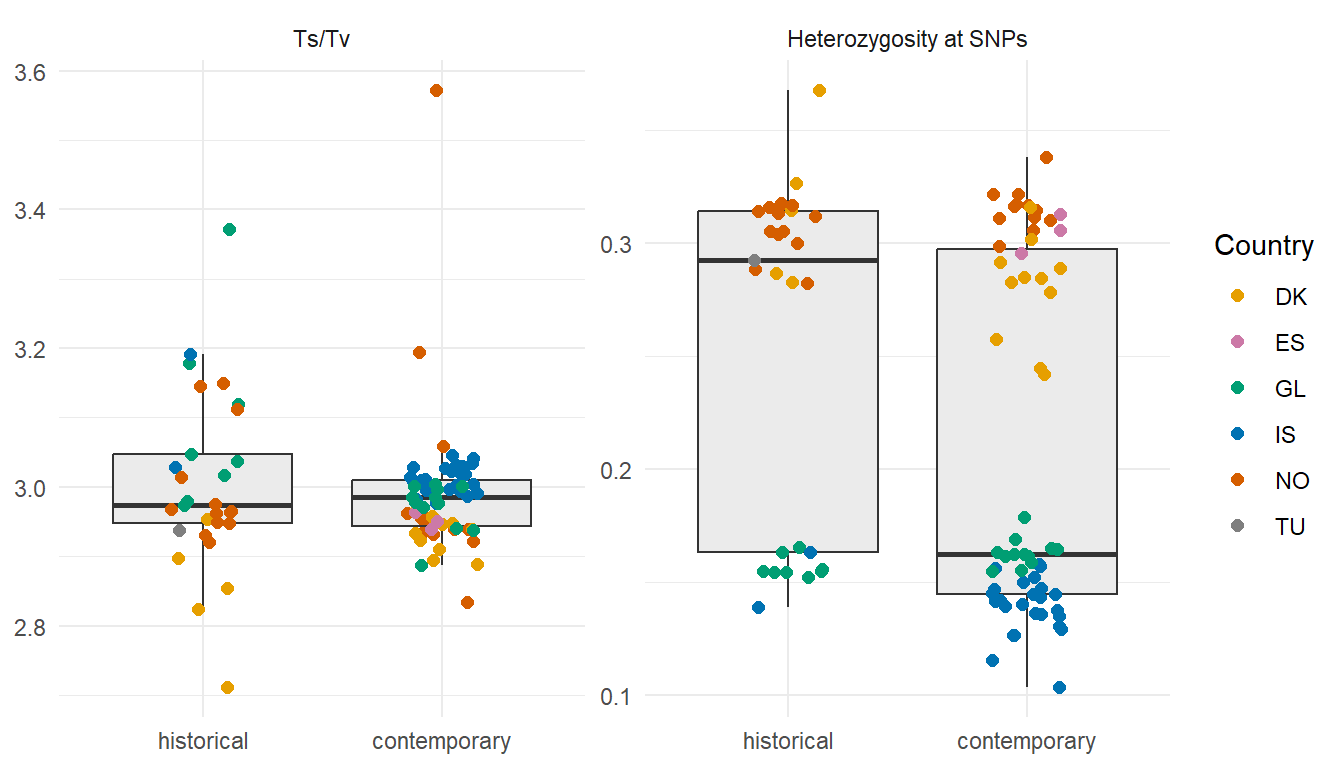 Ts/Tv
Heterozygosity at SNPs
3.6
3.4
3.2
3.0
2.8
0.3
0.2
0.1
historical
contemporary
historical
contemporary
Country
DK
ES
GL
IS
NO
TU